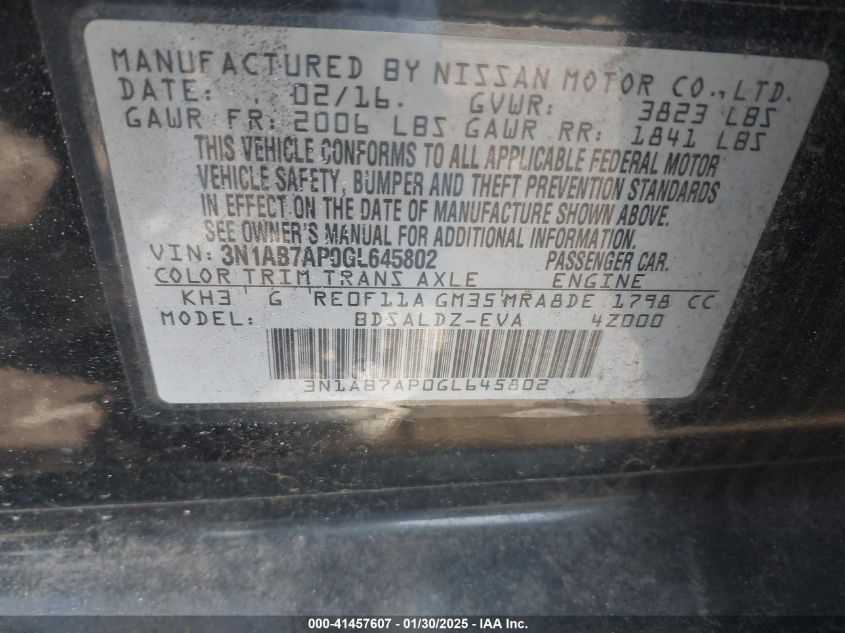 MANUFACTURED BY NISSAN MOTOR CO., LTD.
DATE: 02/16. GVWR: 3823 LBS
GAWR FR: 2006 LBS GAWR RR: 1841 LBS
THIS VEHICLE CONFORMS TO ALL APPLICABLE FEDERAL MOTOR
VEHICLE SAFETY, BUMPER AND THEFT PREVENTION STANDARDS
IN EFFECT ON THE DATE OF MANUFACTURE SHOWN ABOVE.
SEE OWNER'S MANUAL FOR ADDITIONAL INFORMATION.
VIN: 3N1AB7AP0GL645802 PASSENGER CAR.
COLOR TRIM TRANS AXLE ENGINE
KH3 G RE0F11A GM35 MRA8DE 1798 CC
MODEL: BDSALDZ-EVA 42000
3N1AB7AP0GL645802
000-41457607 - 01/30/2025 - IAA Inc.